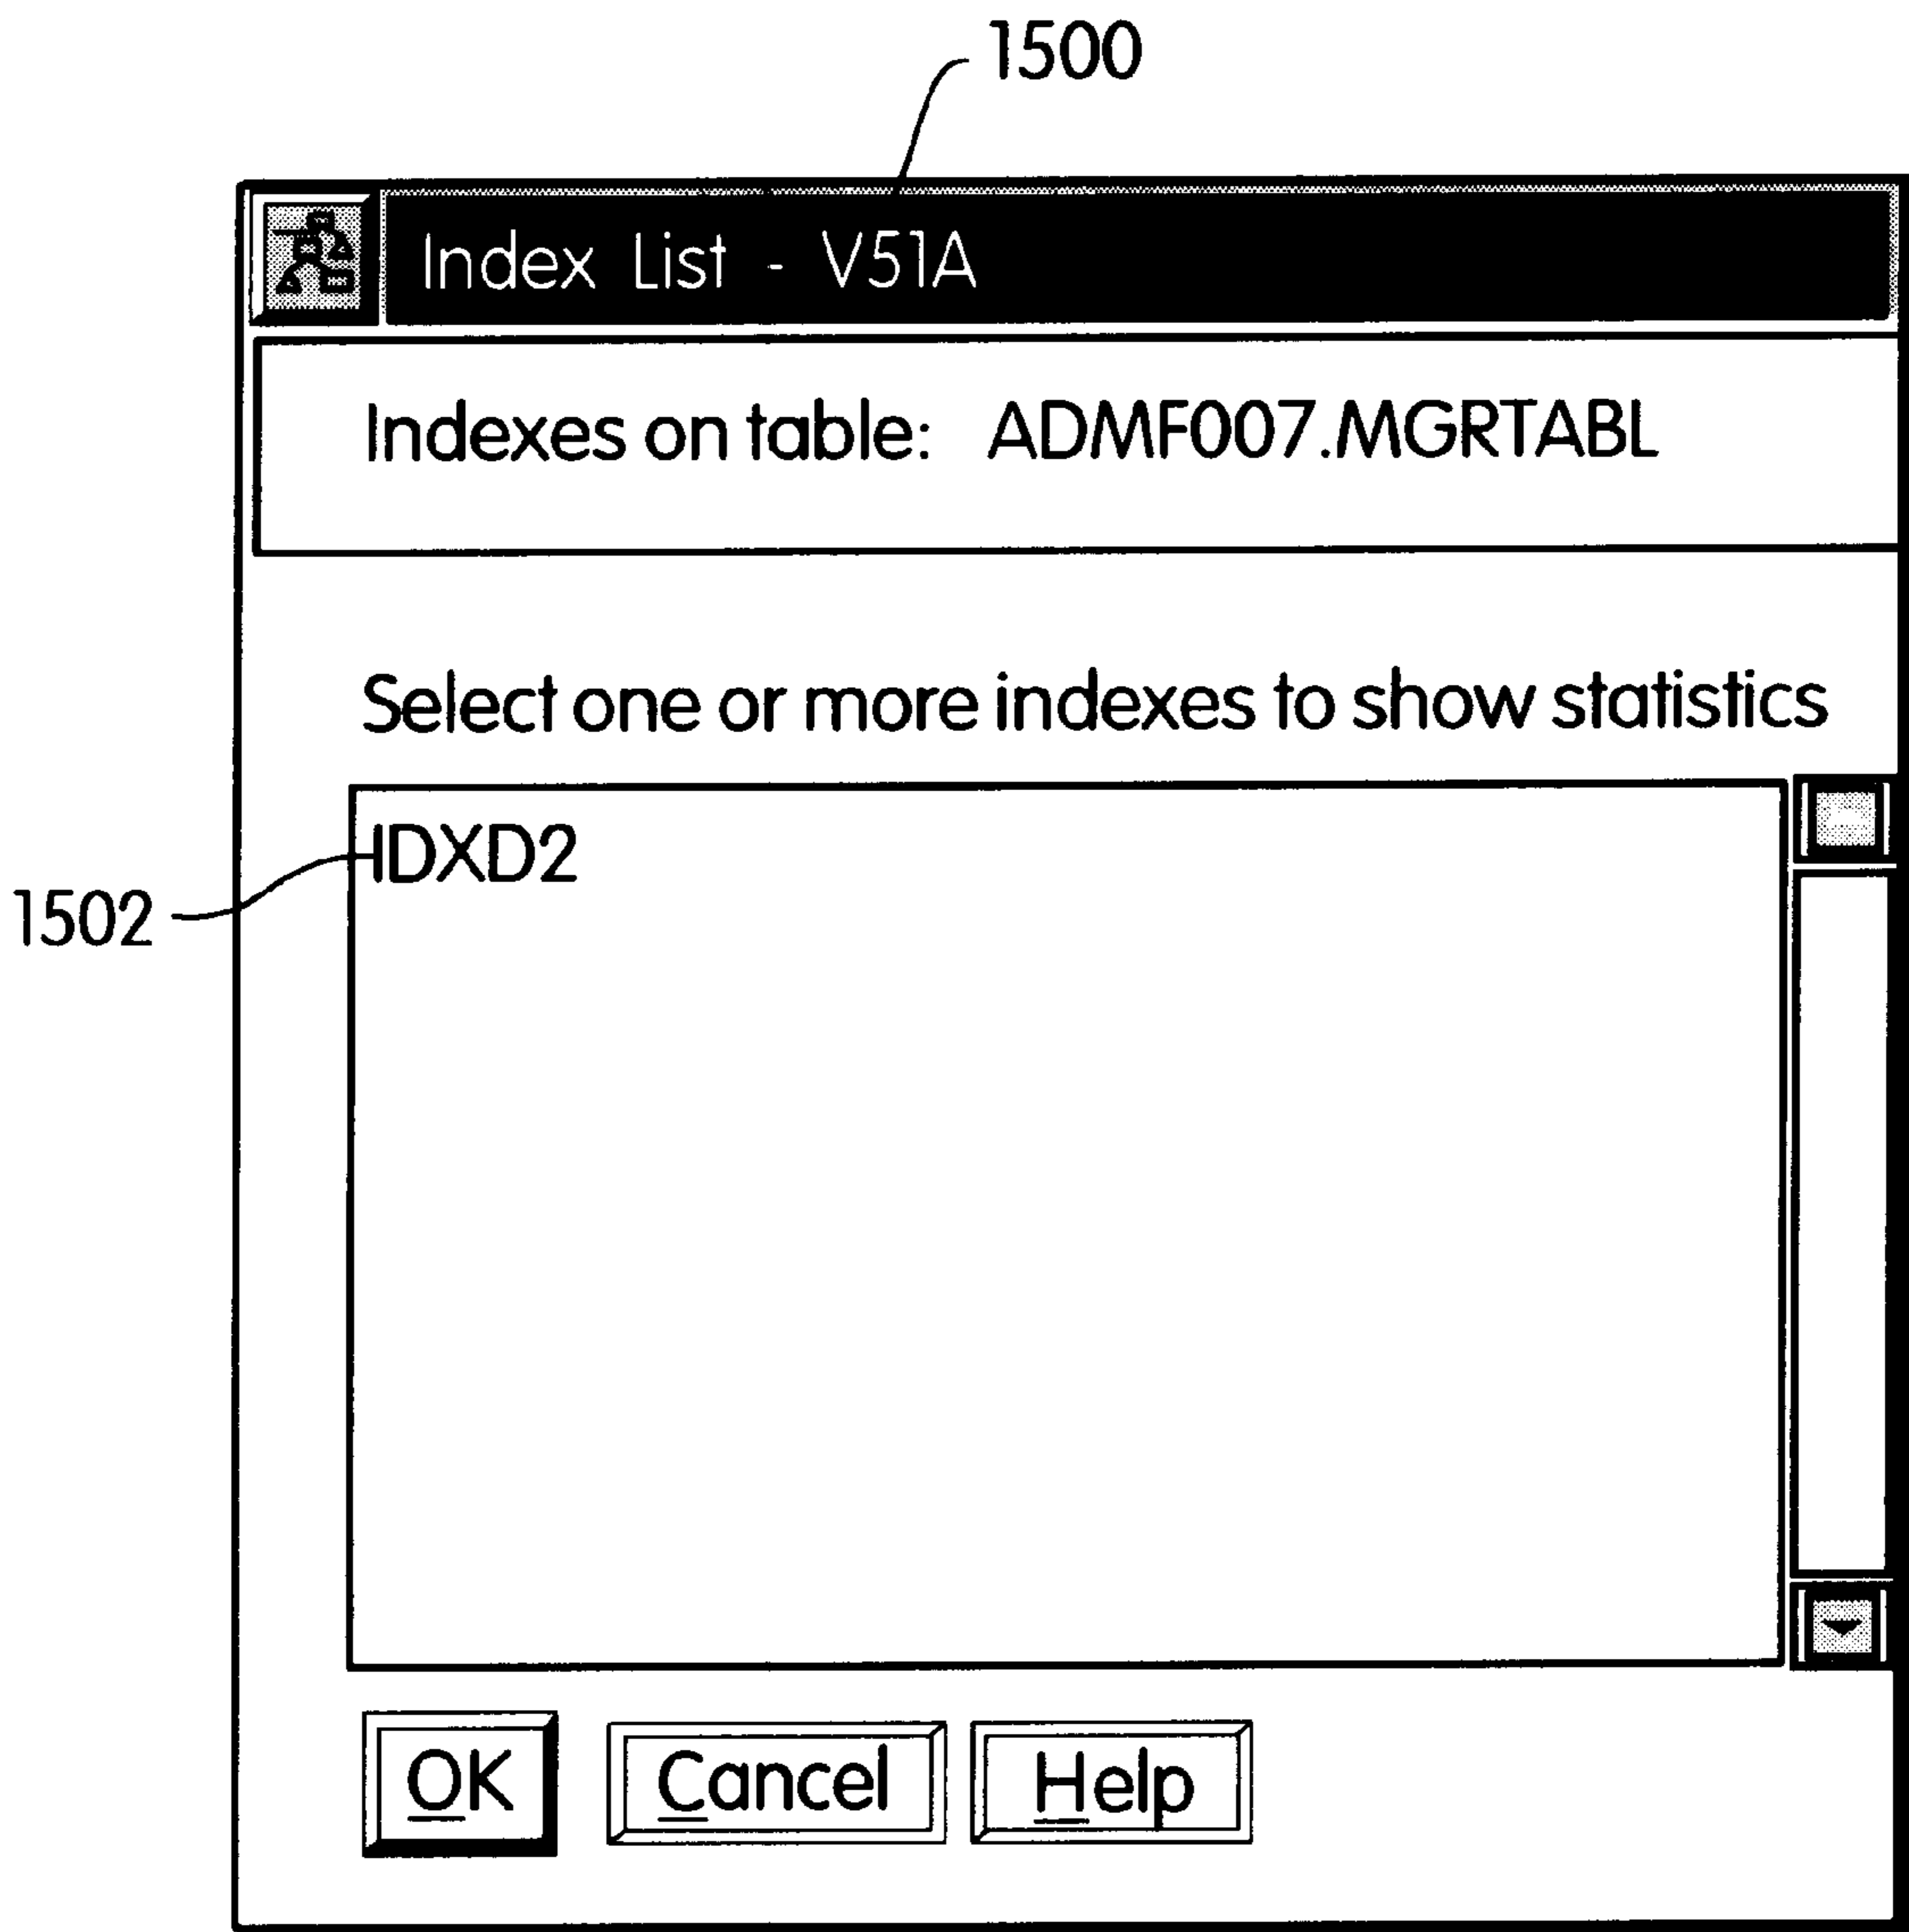 1500
Index List - V51A
Indexes on table: ADMF007.MGRTABL
Select one or more indexes to show statistics
IDXD2
1502
OK Cancel Help